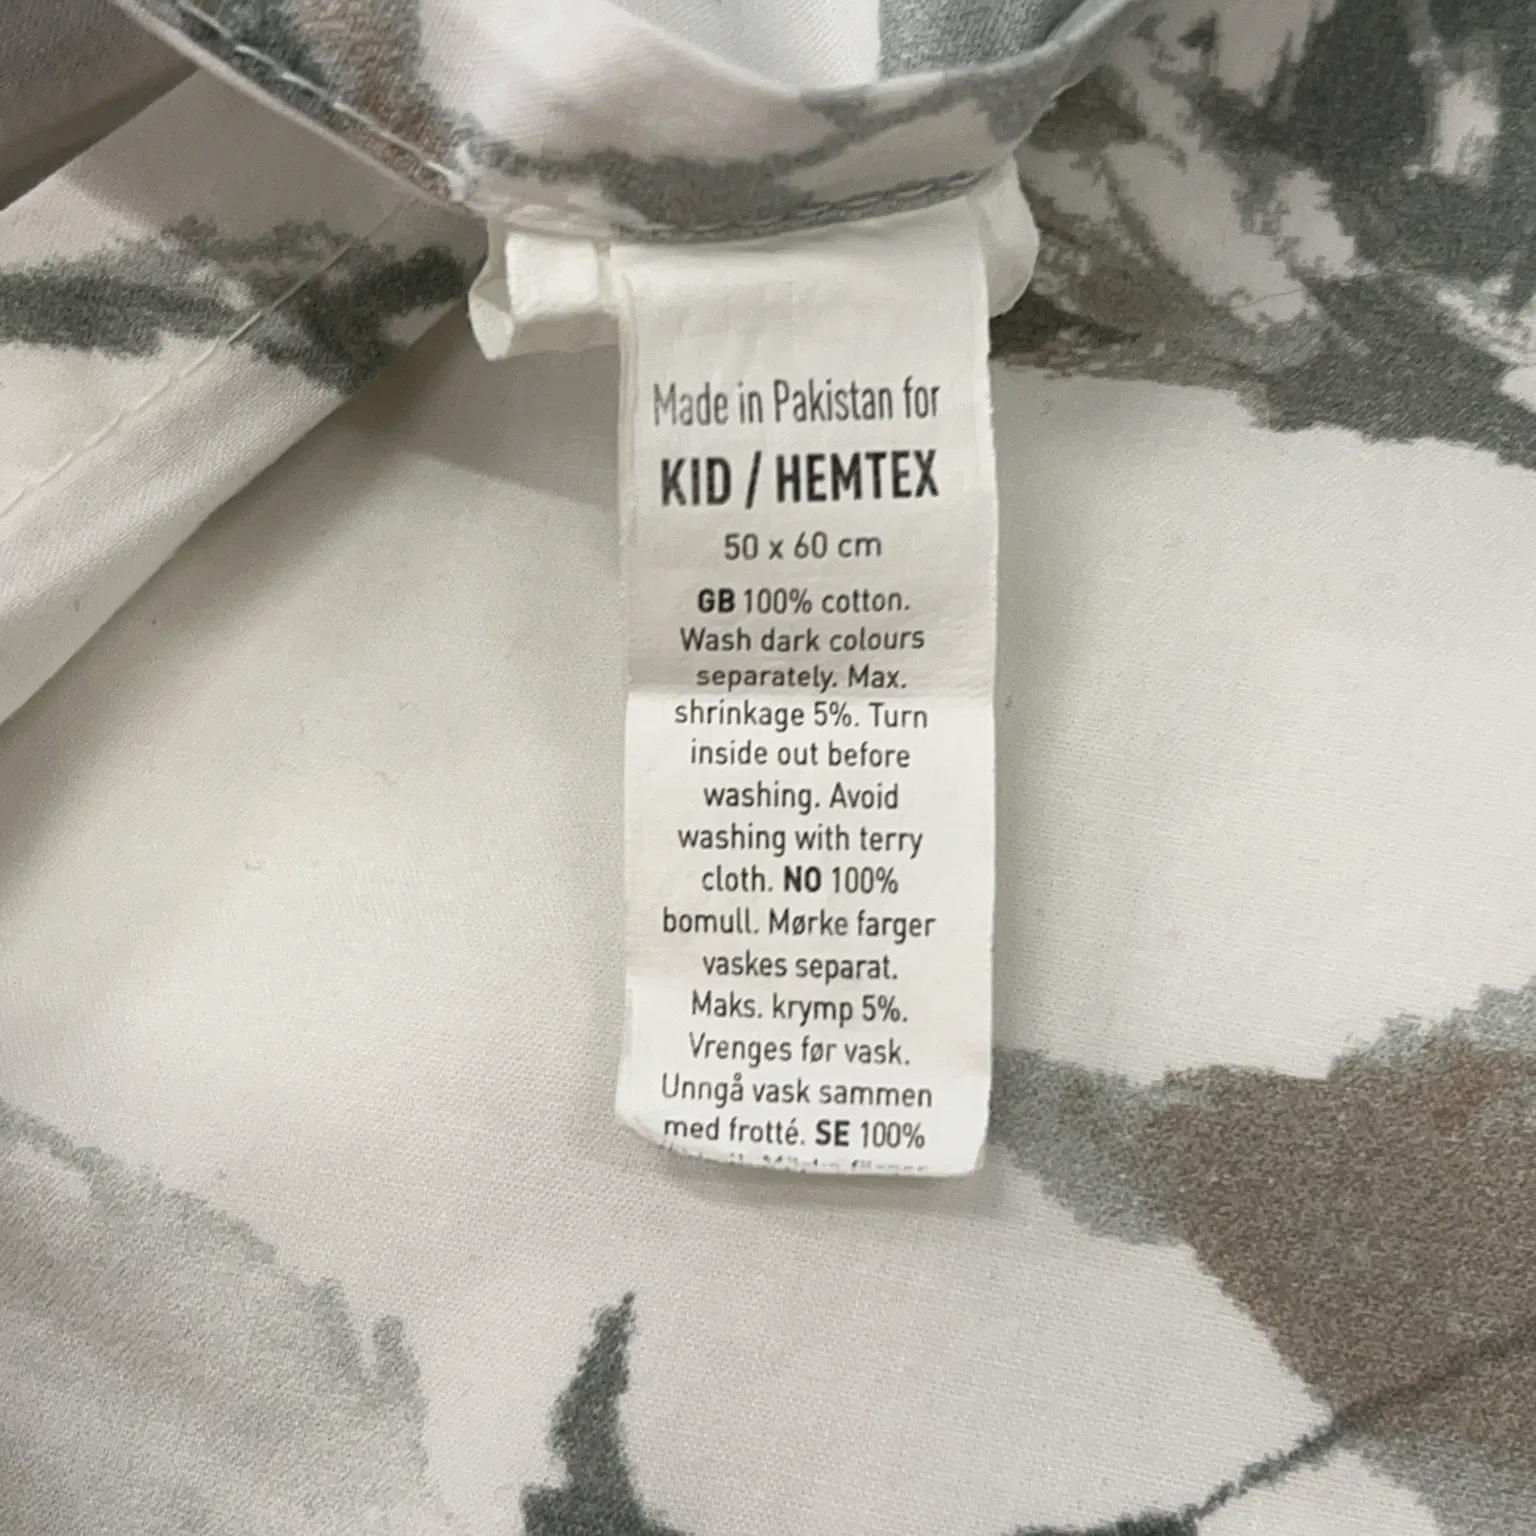 Made in Pakistan for
KID / HEMTEX
50 x 60 cm
GB 100% cotton.
Wash dark colours
separately. Max.
shrinkage 5%. Turn
inside out before
washing. Avoid
washing with terry
cloth. NO 100%
bomull. Mørke farger
vaskes separat.
Maks. krymp 5%.
Vrenges før vask.
Unngå vask sammen
med frotté. SE 100%